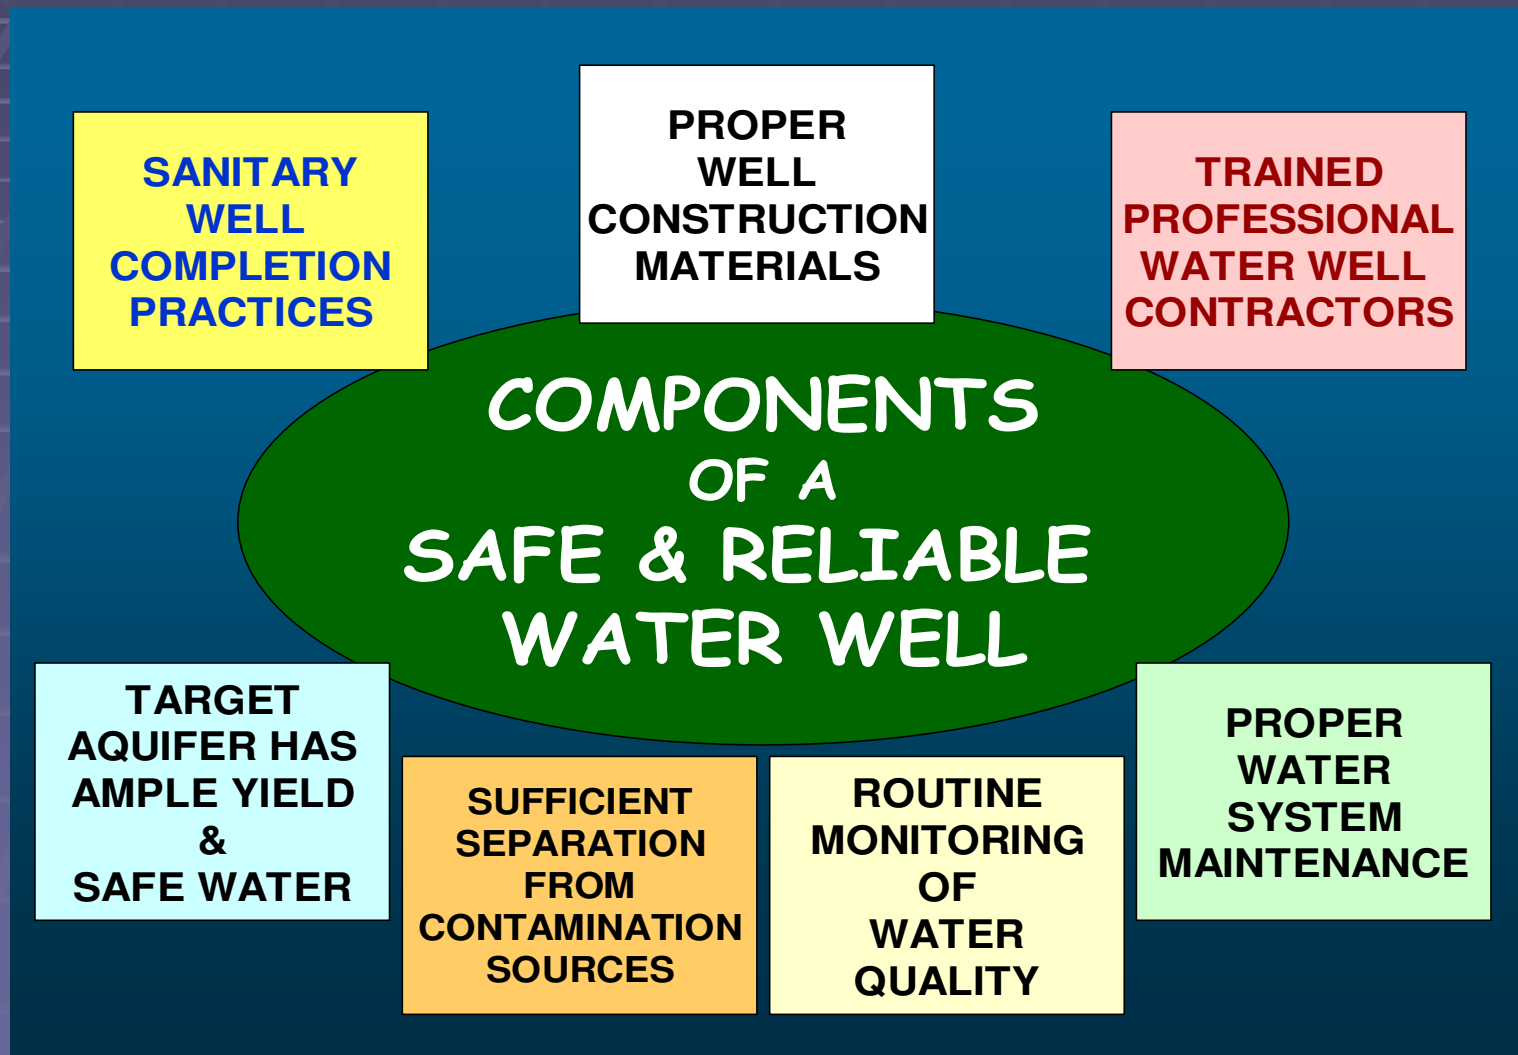 SANITARY
WELL
COMPLETION
PRACTICES
PROPER
WELL
CONSTRUCTION
MATERIALS
TRAINED
PROFESSIONAL
WATER WELL
CONTRACTORS
COMPONENTS
OF A
SAFE & RELIABLE
WATER WELL
TARGET
AQUIFER HAS
AMPLE YIELD
&
SAFE WATER
SUFFICIENT
SEPARATION
FROM
CONTAMINATION
SOURCES
ROUTINE
MONITORING
OF
WATER
QUALITY
PROPER
WATER
SYSTEM
MAINTENANCE